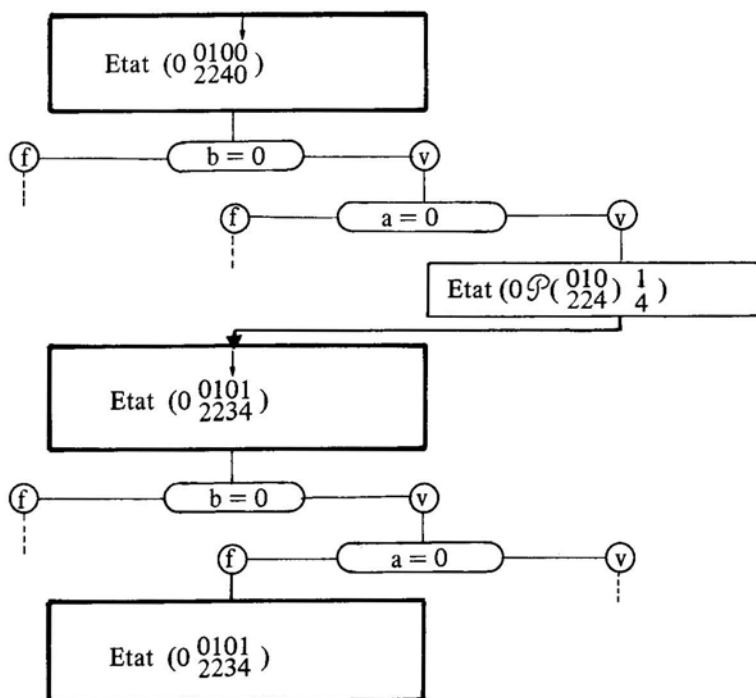 Etat (0 0100 2240 )
f b = 0 v
f a = 0 v
Etat (0 𝒫( 010 224 ) 1 4 )
Etat (0 0101 2234 )
f b = 0 v
f a = 0 v
Etat (0 0101 2234 )